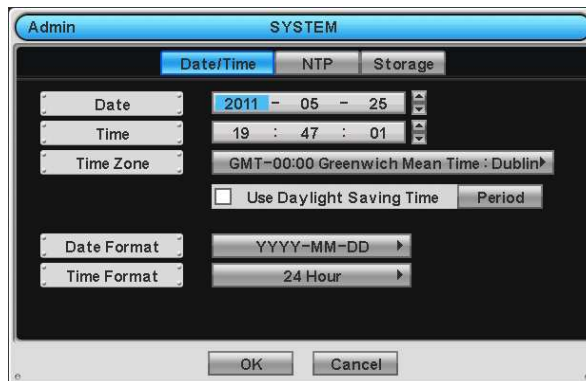 Admin SYSTEM
Date/Time NTP Storage
Date 2011 - 05 - 25
Time 19 : 47 : 01
Time Zone GMT-00:00 Greenwich Mean Time : Dublin
Use Daylight Saving Time Period
Date Format YYYY-MM-DD
Time Format 24 Hour
OK Cancel